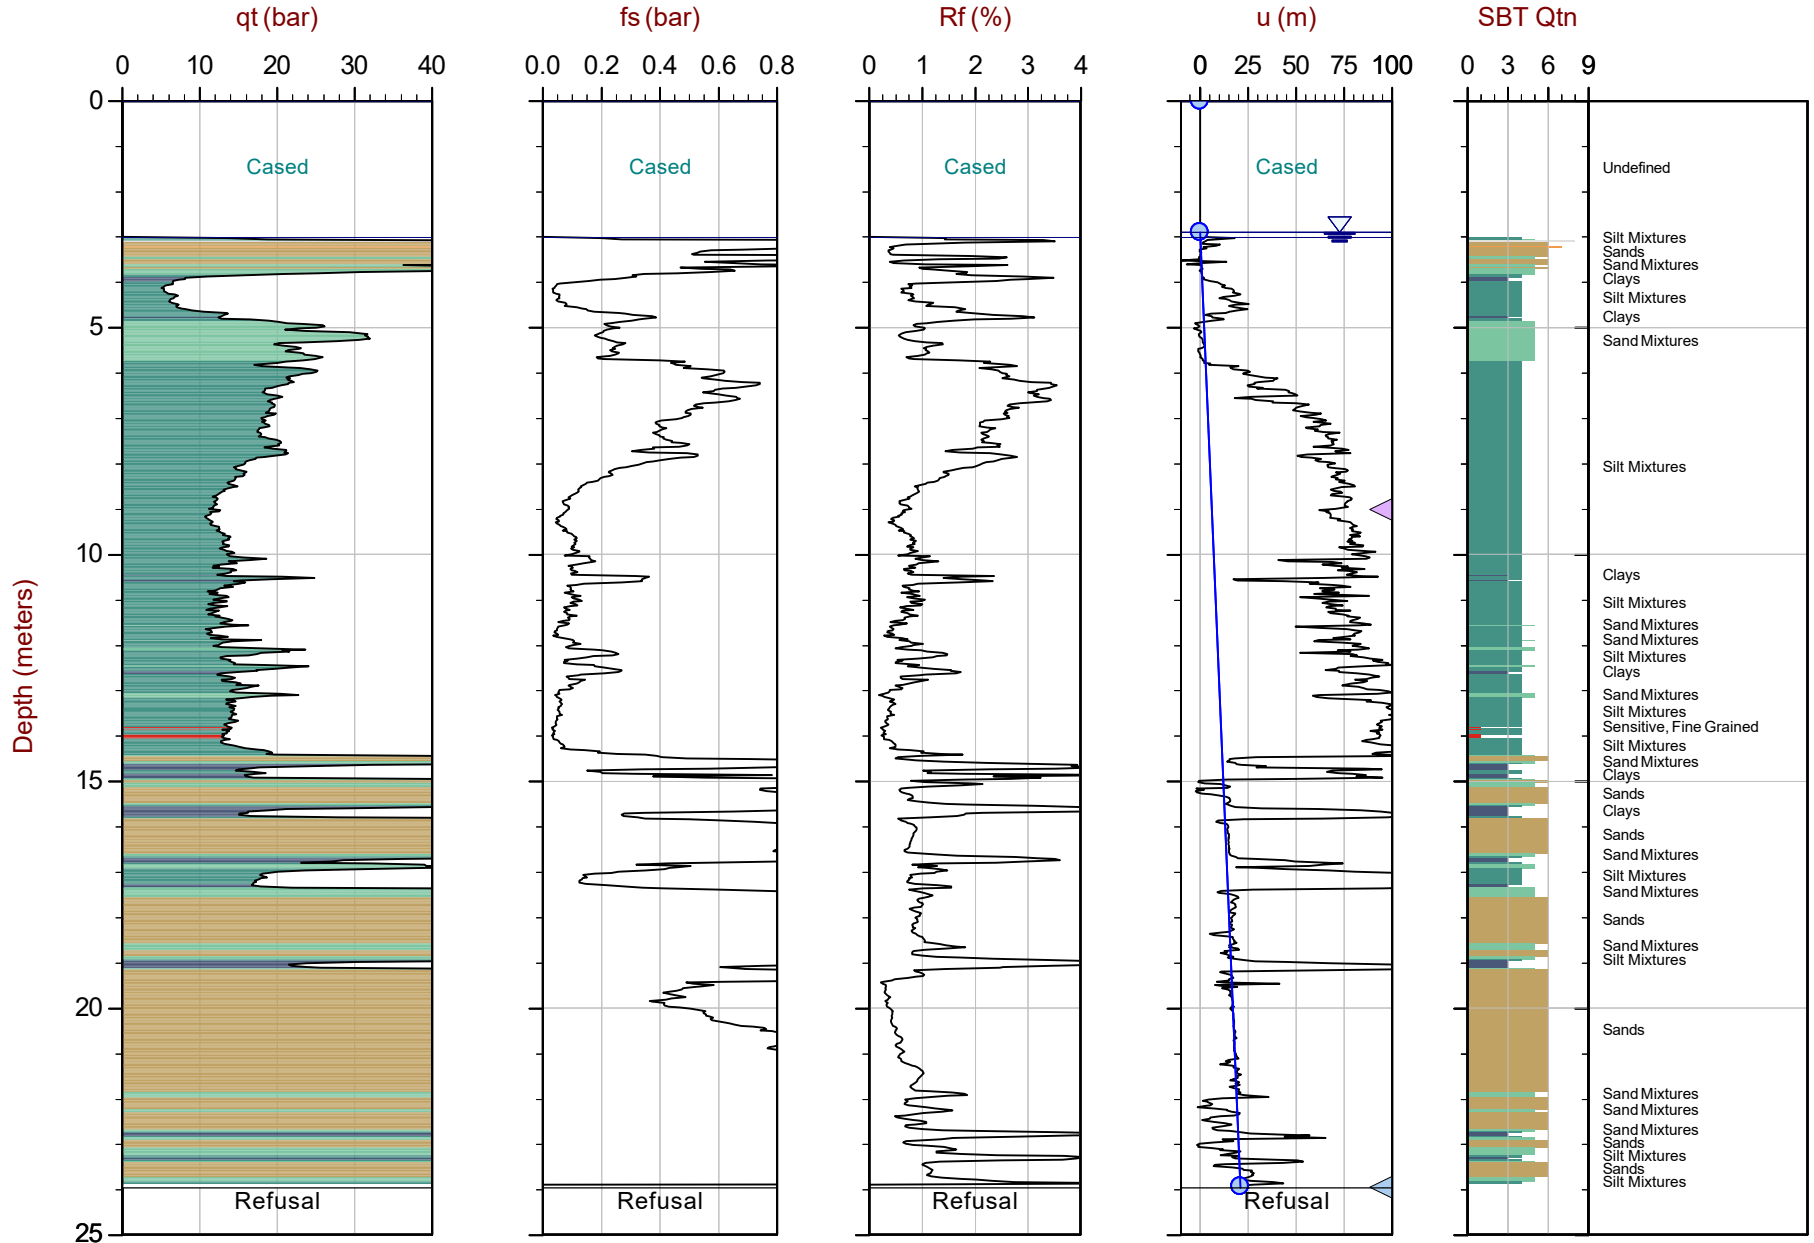 qt (bar) fs (bar) Rf (%) u (m) SBT Qtn
0 10 20 30 40 0.0 0.2 0.4 0.6 0.8 0 1 2 3 4 0 25 50 75 100 0 3 6 9
0
Cased Cased Cased Cased Undefined
Silt Mixtures
Sands
Sand Mixtures
Clays
Silt Mixtures
Clays
5
Sand Mixtures
Silt Mixtures
10
Clays
Silt Mixtures
Sand Mixtures
Sand Mixtures
Silt Mixtures
Clays
Depth (meters)
Sand Mixtures
Silt Mixtures
Sensitive, Fine Grained
Silt Mixtures
Sand Mixtures
Clays
15
Sands
Clays
Sands
Sand Mixtures
Silt Mixtures
Sand Mixtures
Sands
Sand Mixtures
Silt Mixtures
20
Sands
Sand Mixtures
Sand Mixtures
Sand Mixtures
Sands
Silt Mixtures
Sands
Silt Mixtures
Refusal Refusal Refusal Refusal
25